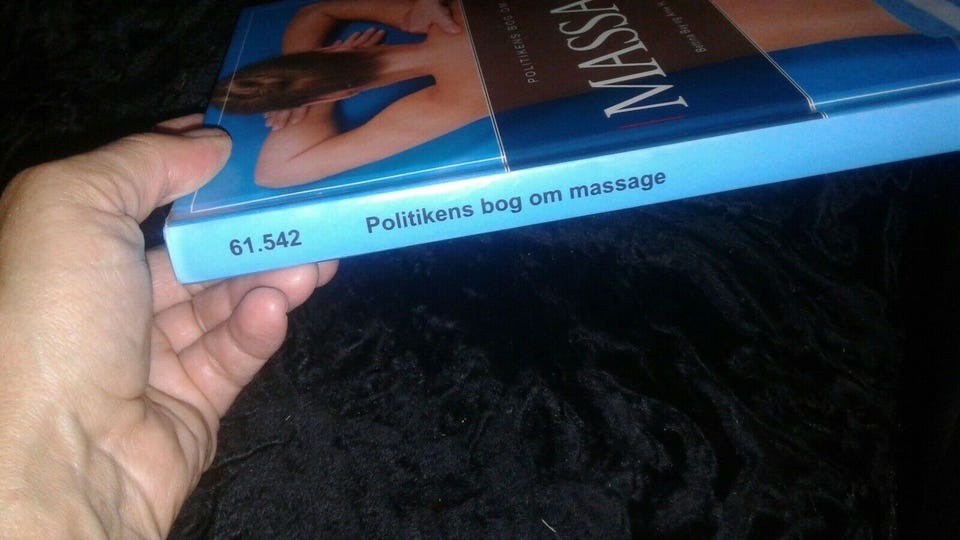 61.542 Politikens bog om massage
POLITIKENS BOG OM
MASSA